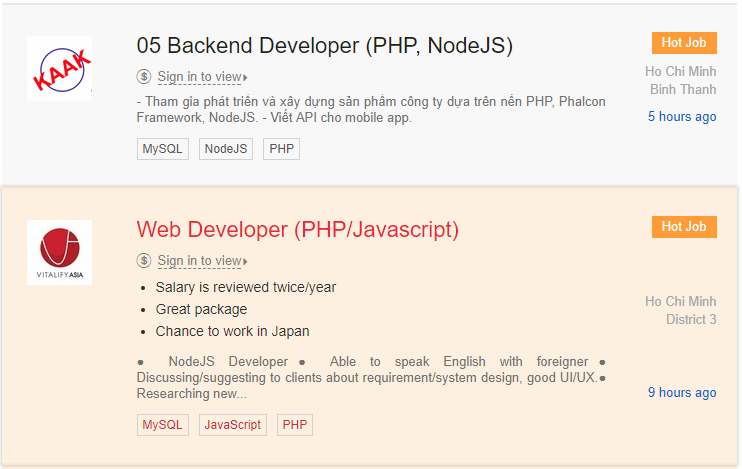 KAAK
05 Backend Developer (PHP, NodeJS)
Hot Job
$ Sign in to view
Ho Chi Minh
Binh Thanh
- Tham gia phát triển và xây dựng sản phẩm công ty dựa trên nền PHP, Phalcon
Framework, NodeJS. - Viết API cho mobile app.
5 hours ago
MySQL NodeJS PHP
VITALIFY ASIA
Web Developer (PHP/Javascript)
Hot Job
$ Sign in to view
• Salary is reviewed twice/year
• Great package
• Chance to work in Japan
Ho Chi Minh
District 3
● NodeJS Developer ● Able to speak English with foreigner ●
Discussing/suggesting to clients about requirement/system design, good UI/UX.●
Researching new...
9 hours ago
MySQL JavaScript PHP